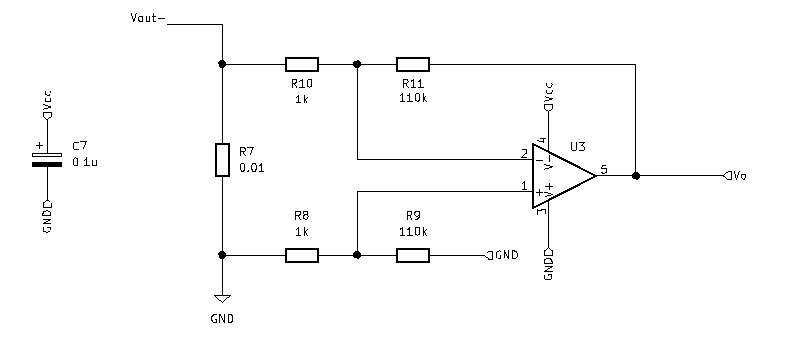 Vout-
R10
1k
R11
110k
Vcc
Vcc
+
C7
0.1u
R7
0.01
4
U3
2
-
V-
5
Vo
1
+
V+
3
GND
R8
1k
R9
110k
GND
GND
GND